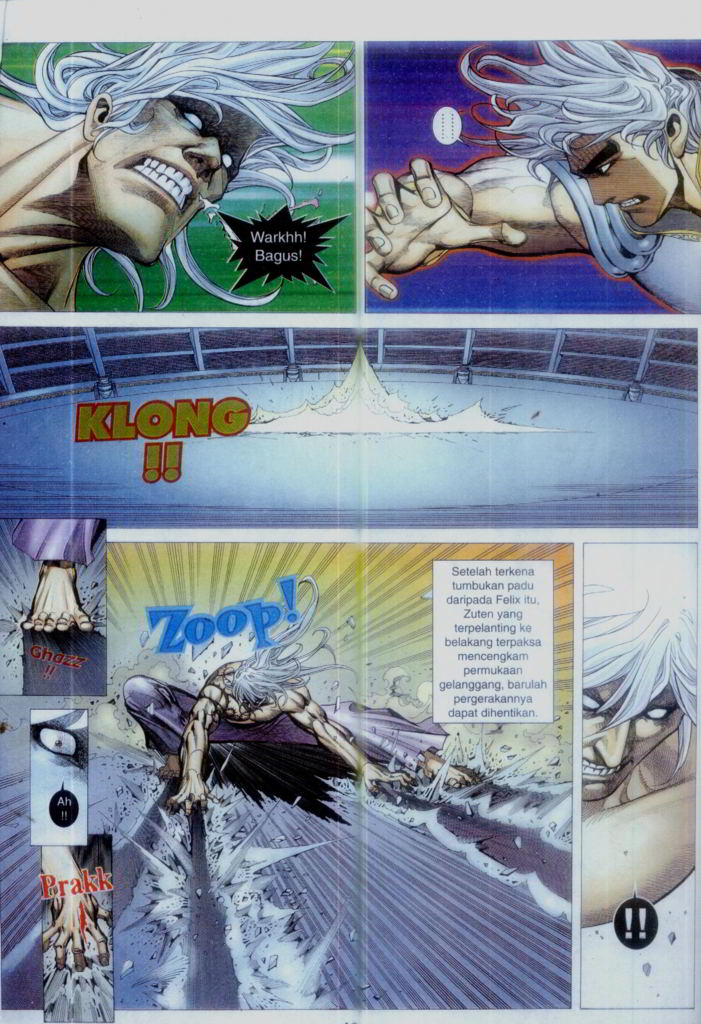 Warkhh!
Bagus!
KLONG
!!
Ghazz
!!
Zoop!
Setelah terkena
tumbukan padu
daripada Felix itu,
Zuten yang
terpelanting ke
belakang terpaksa
mencengkam
permukaan
gelanggang, barulah
pergerakannya
dapat dihentikan.
Ah
!!
Prakk
!!